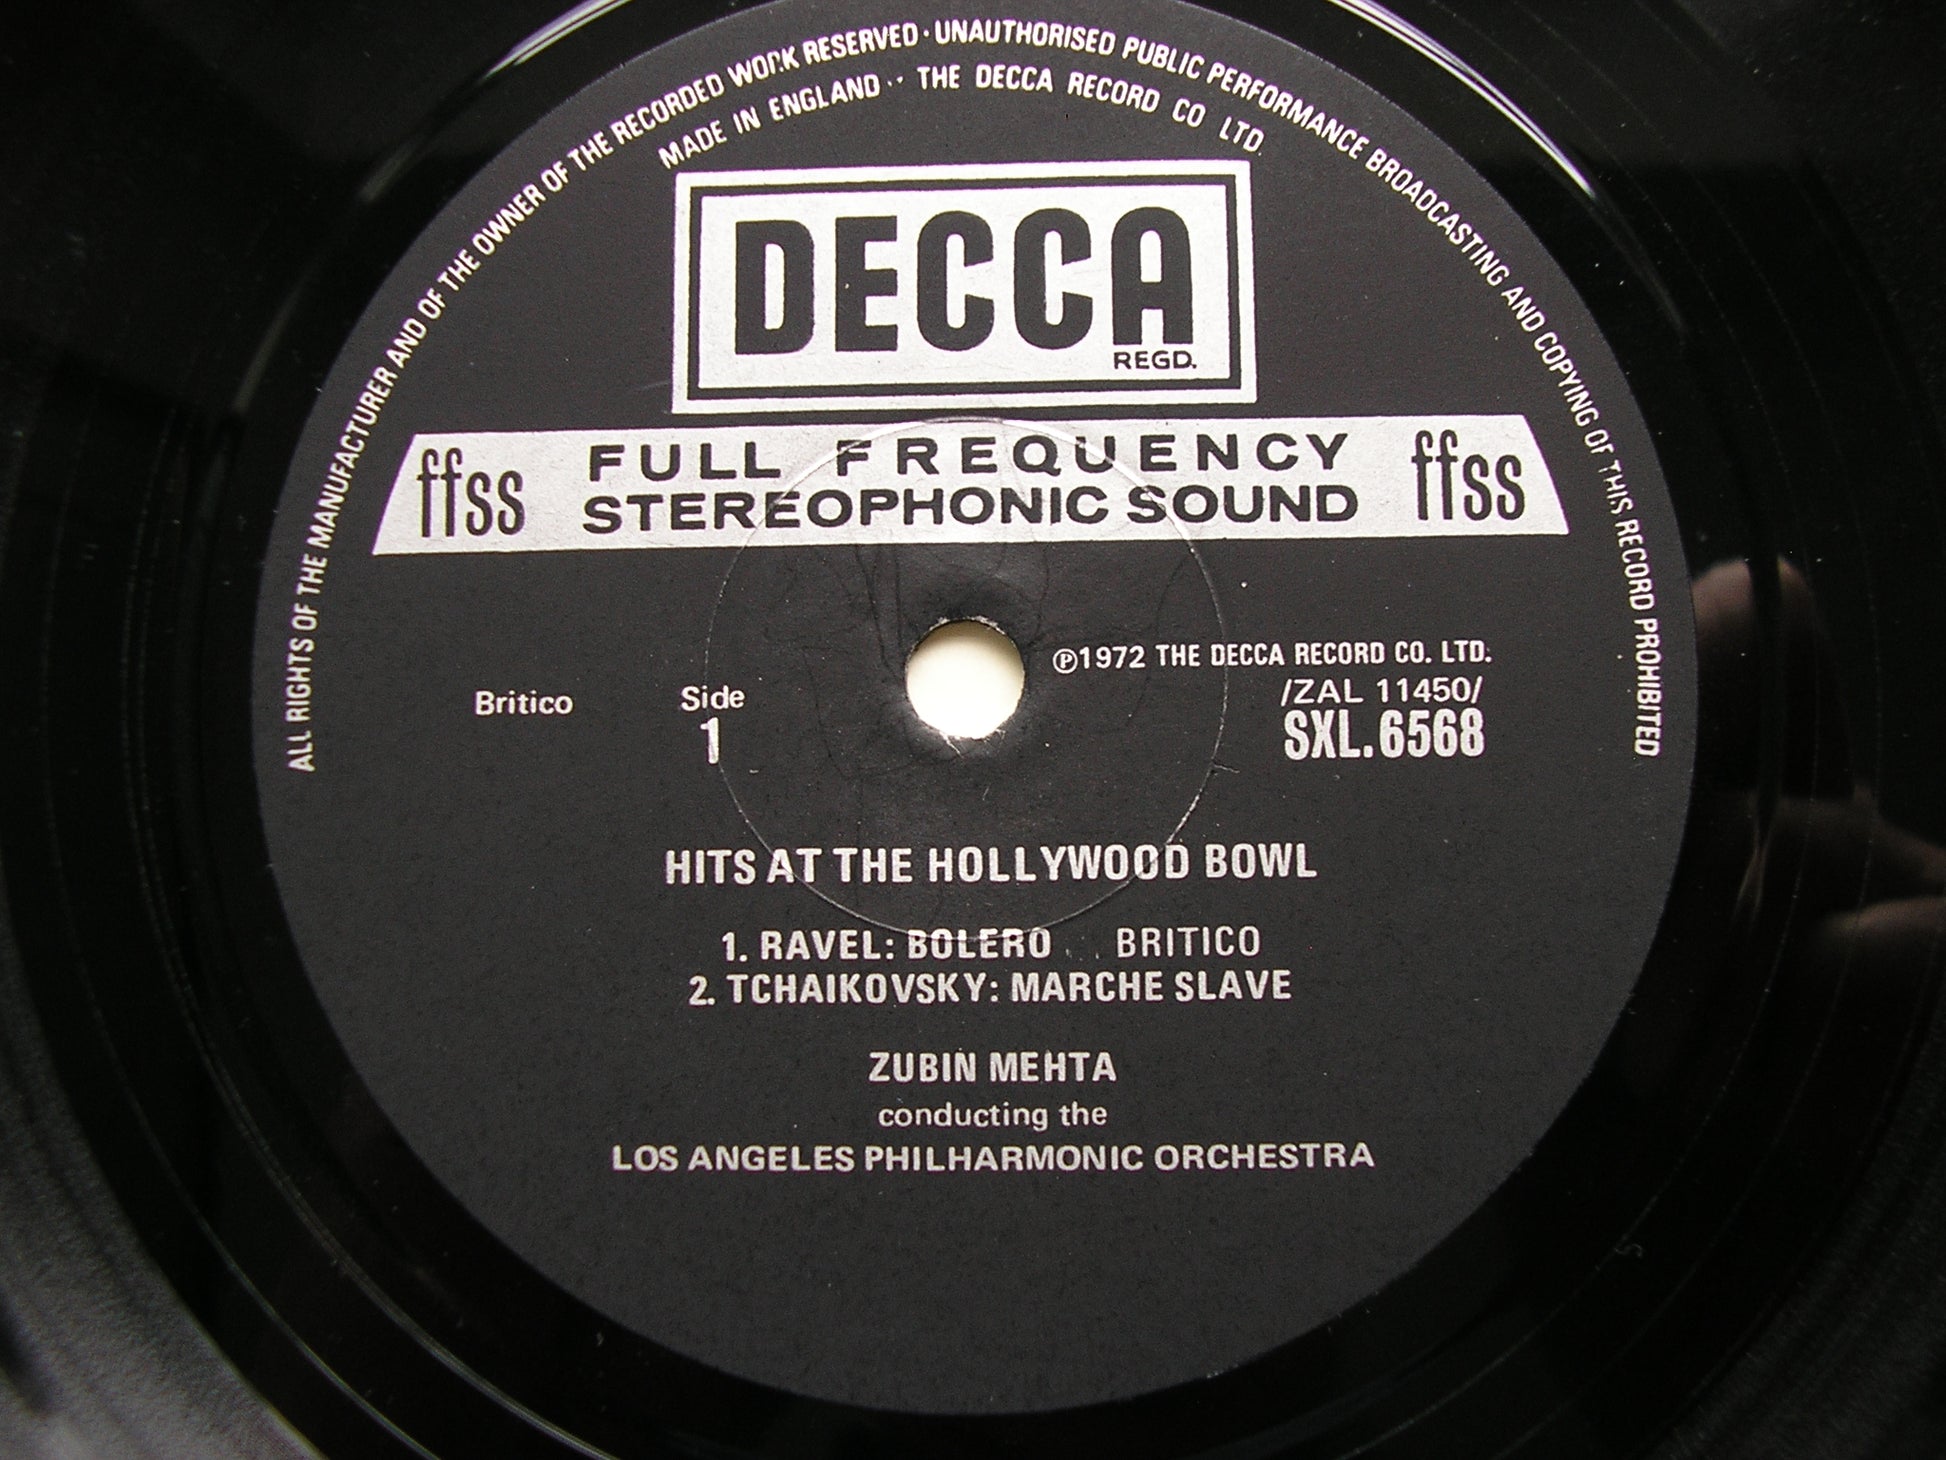 ALL RIGHTS OF THE MANUFACTURER AND OF THE OWNER OF THE RECORDED WORK RESERVED · UNAUTHORISED PUBLIC PERFORMANCE BROADCASTING AND COPYING OF THIS RECORD PROHIBITED
MADE IN ENGLAND · · THE DECCA RECORD CO LTD.
DECCA
REGD.
ffss FULL FREQUENCY STEREOPHONIC SOUND ffss
℗1972 THE DECCA RECORD CO. LTD.
/ZAL 11450/
Britico Side 1 SXL.6568
HITS AT THE HOLLYWOOD BOWL
1. RAVEL: BOLERO BRITICO
2. TCHAIKOVSKY: MARCHE SLAVE
ZUBIN MEHTA
conducting the
LOS ANGELES PHILHARMONIC ORCHESTRA